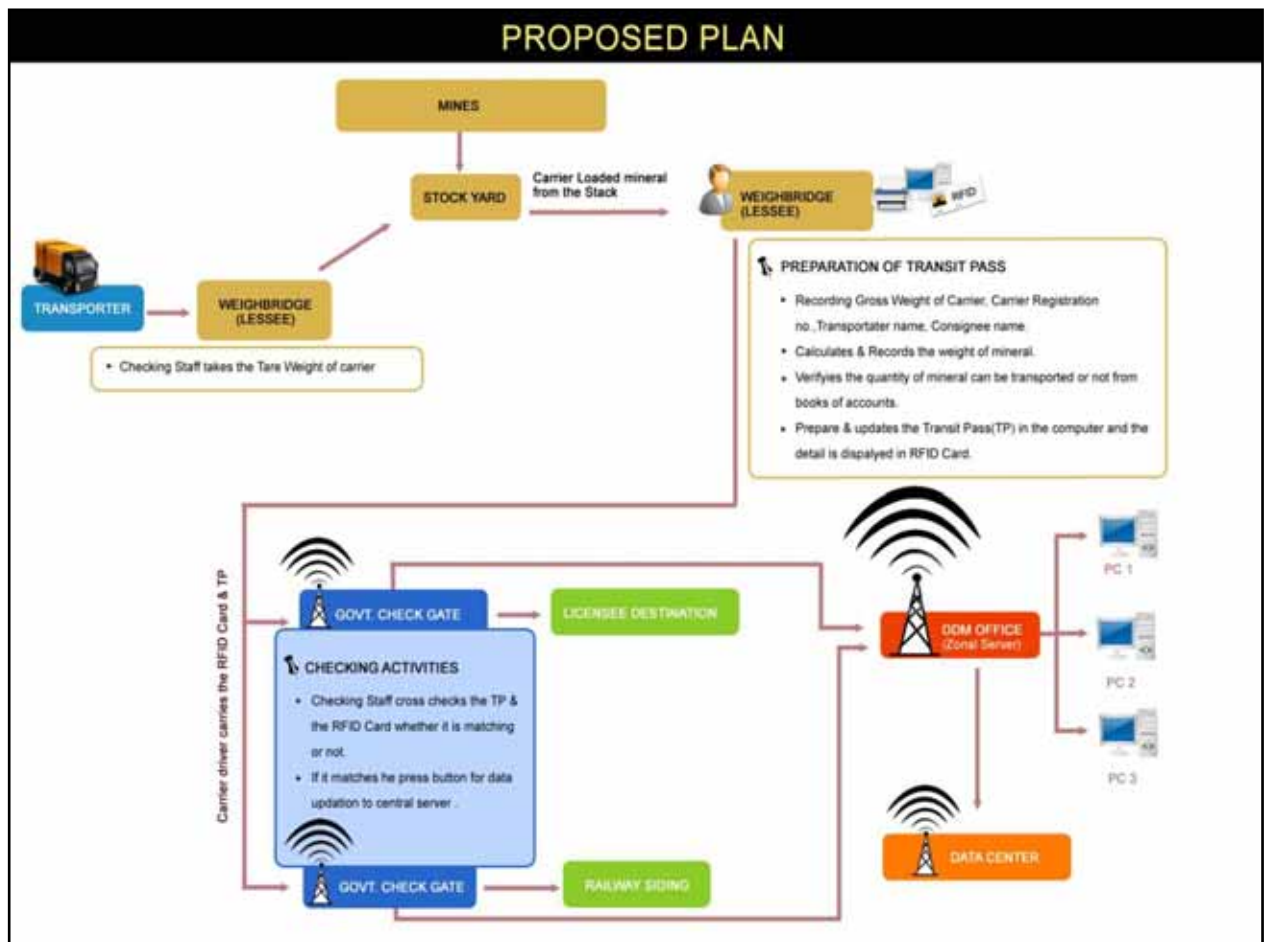 PROPOSED PLAN
MINES
STOCK YARD
Carrier Loaded mineral
from the Stack
WEIGHBRIDGE
(LESSEE)
RFID
TRANSPORTER
WEIGHBRIDGE
(LESSEE)
• Checking Staff takes the Tare Weight of carrier
PREPARATION OF TRANSIT PASS
• Recording Gross Weight of Carrier, Carrier Registration
no.,Transportater name, Consignee name
• Calculates & Records the weight of mineral.
• Verifyies the quantity of mineral can be transported or not from
books of accounts.
• Prepare & updates the Transit Pass(TP) in the computer and the
detail is dispalyed in RFID Card.
Carrier driver carries the RFID Card & TP
GOVT. CHECK GATE
LICENSEE DESTINATION
CHECKING ACTIVITIES
• Checking Staff cross checks the TP &
the RFID Card whether it is matching
or not.
• If it matches he press button for data
updation to central server .
GOVT. CHECK GATE
RAILWAY SIDING
DDM OFFICE
(Zonal Server)
PC 1
PC 2
PC 3
DATA CENTER